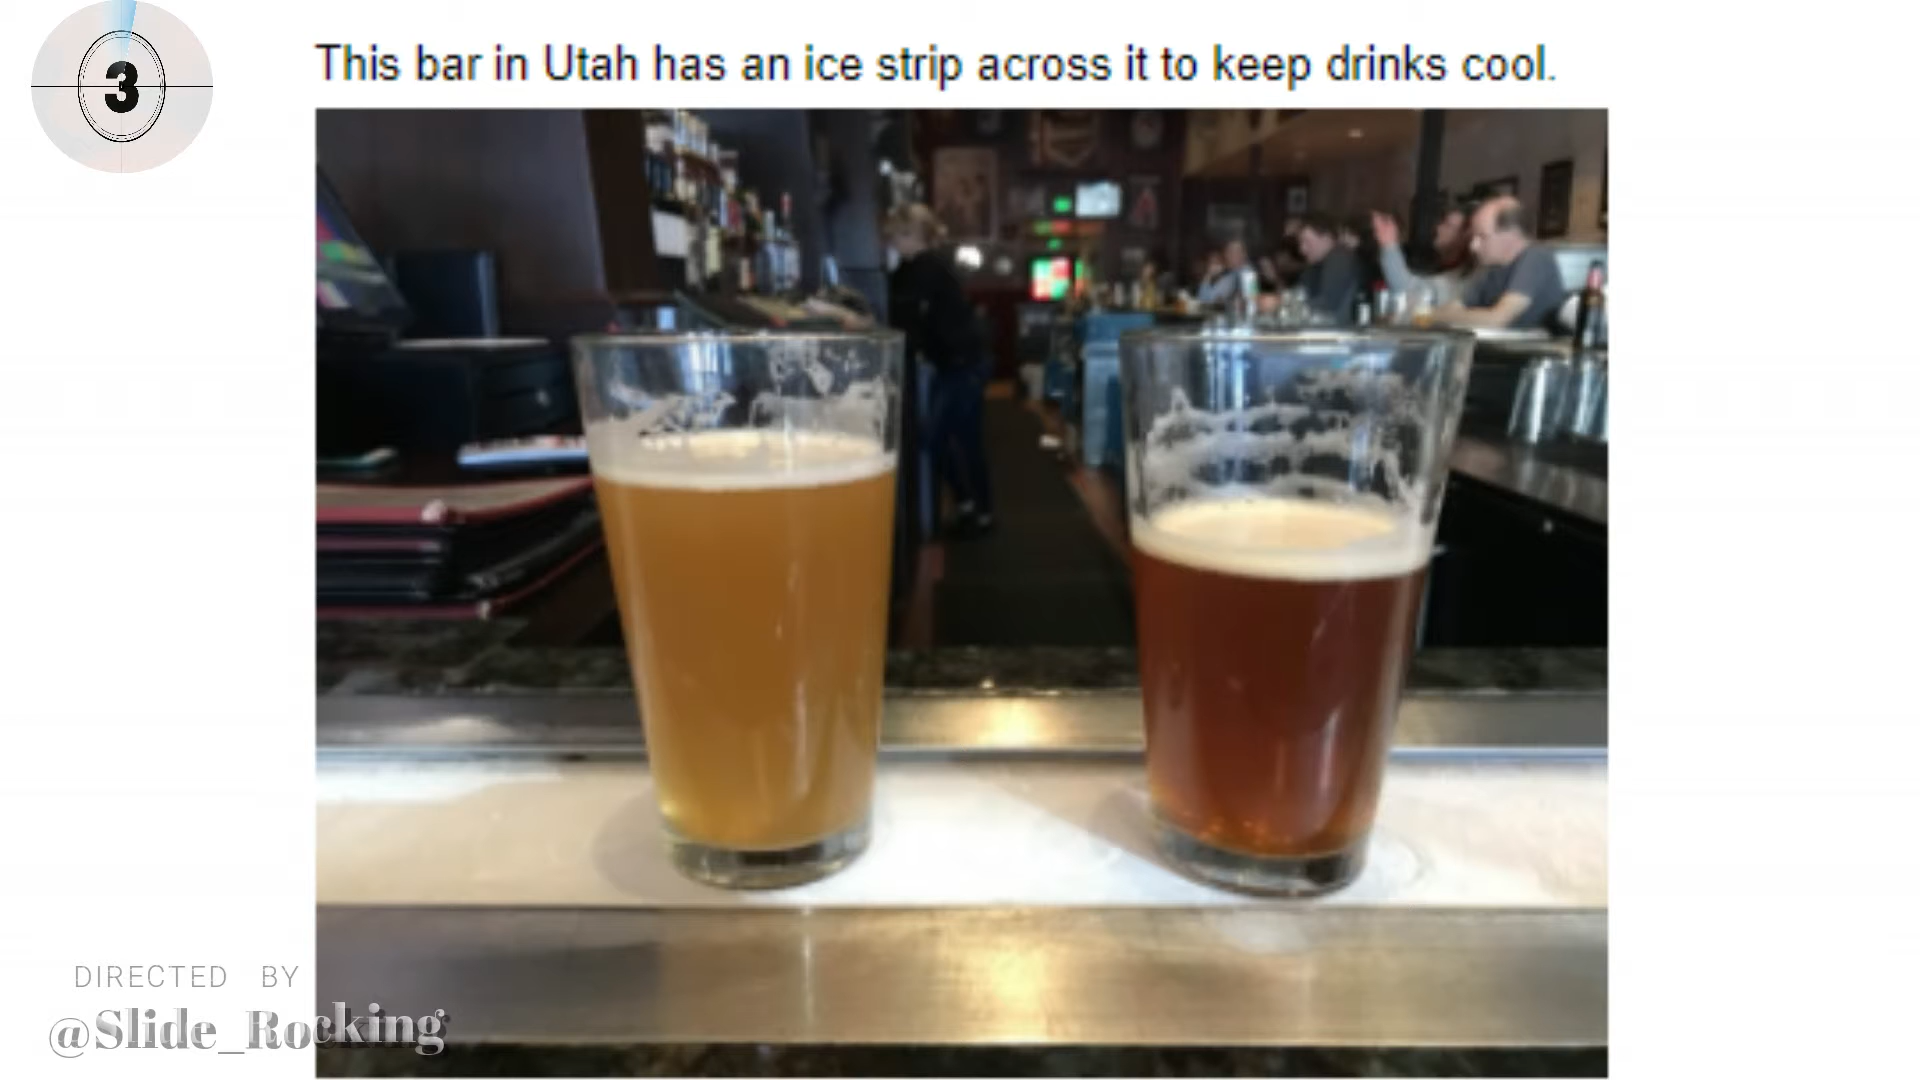 3
This bar in Utah has an ice strip across it to keep drinks cool.
DIRECTED BY
@Slide_Rocking